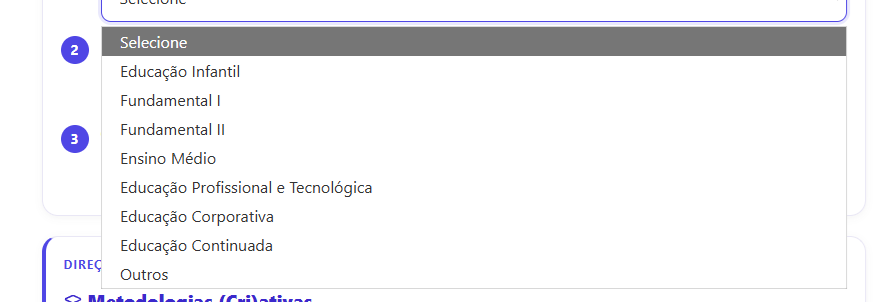 Selecione
Selecione
2
Educação Infantil
Fundamental I
Fundamental II
3
Ensino Médio
Educação Profissional e Tecnológica
Educação Corporativa
Educação Continuada
DIREÇ
Outros
<> Metodologias (Cri)ativas